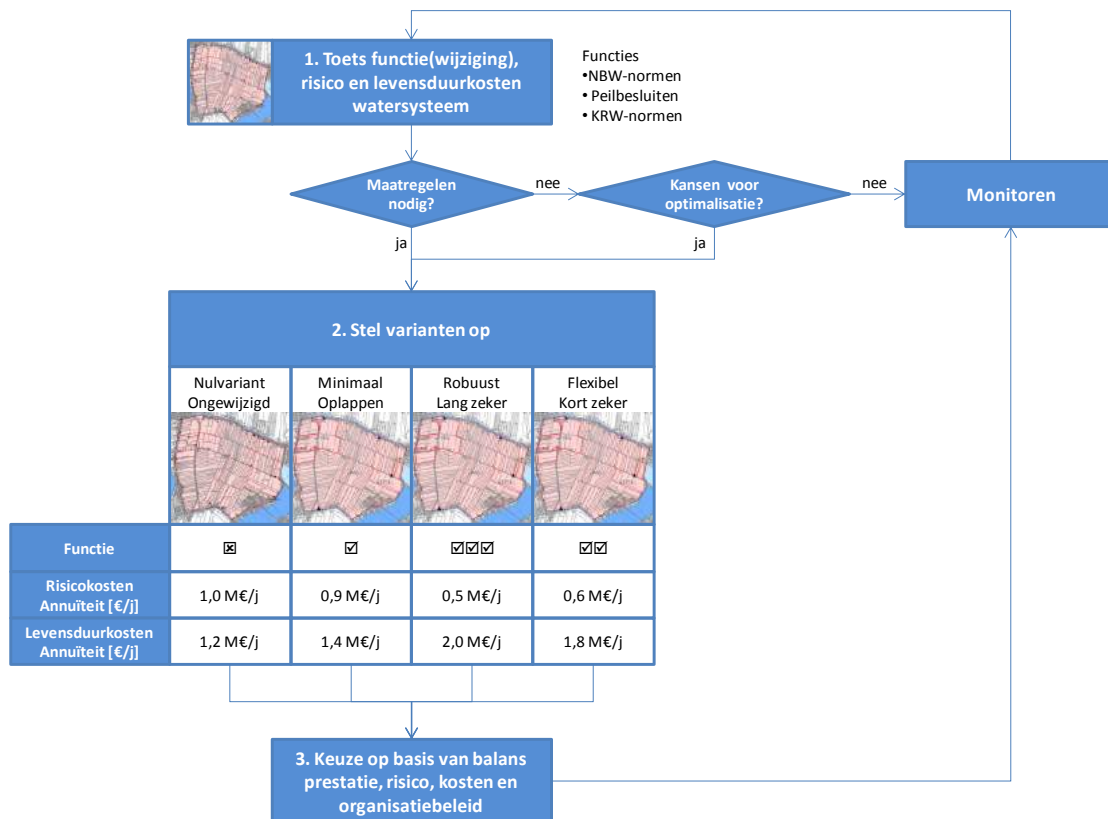 1. Toets functie(wijziging),
risico en levensduurkosten
watersysteem
Functies
•NBW-normen
• Peilbesluiten
• KRW-normen
Maatregelen
nodig?
nee
Kansen voor
optimalisatie?
nee
Monitoren
ja
ja
2. Stel varianten op
Nulvariant
Ongewijzigd
Minimaal
Oplappen
Robuust
Lang zeker
Flexibel
Kort zeker
Functie
☒ ☑ ☑☑☑ ☑☑
Risicokosten
Annuïteit [€/j]
1,0 M€/j 0,9 M€/j 0,5 M€/j 0,6 M€/j
Levensduurkosten
Annuïteit [€/j]
1,2 M€/j 1,4 M€/j 2,0 M€/j 1,8 M€/j
3. Keuze op basis van balans
prestatie, risico, kosten en
organisatiebeleid